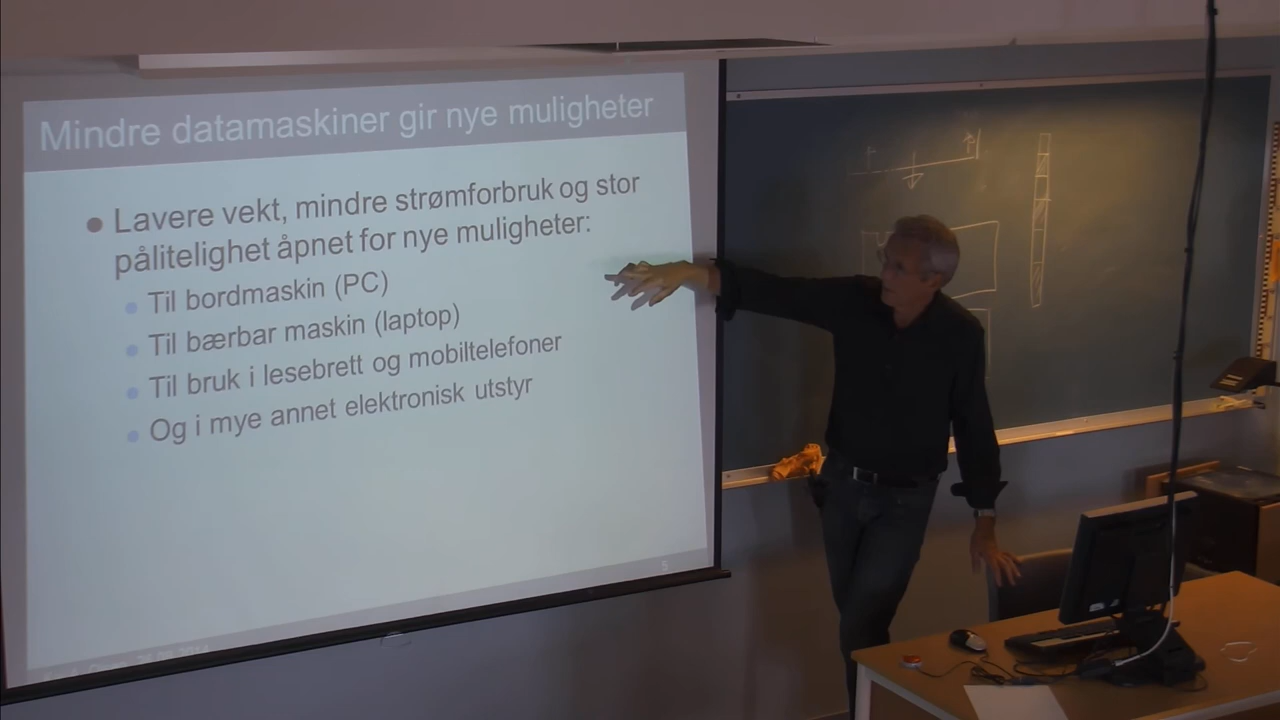 Mindre datamaskiner gir nye muligheter
Lavere vekt, mindre strømforbruk og stor
pålitelighet åpnet for nye muligheter:
Til bordmaskin (PC)
Til bærbar maskin (laptop)
Til bruk i lesebrett og mobiltelefoner
Og i mye annet elektronisk utstyr
5